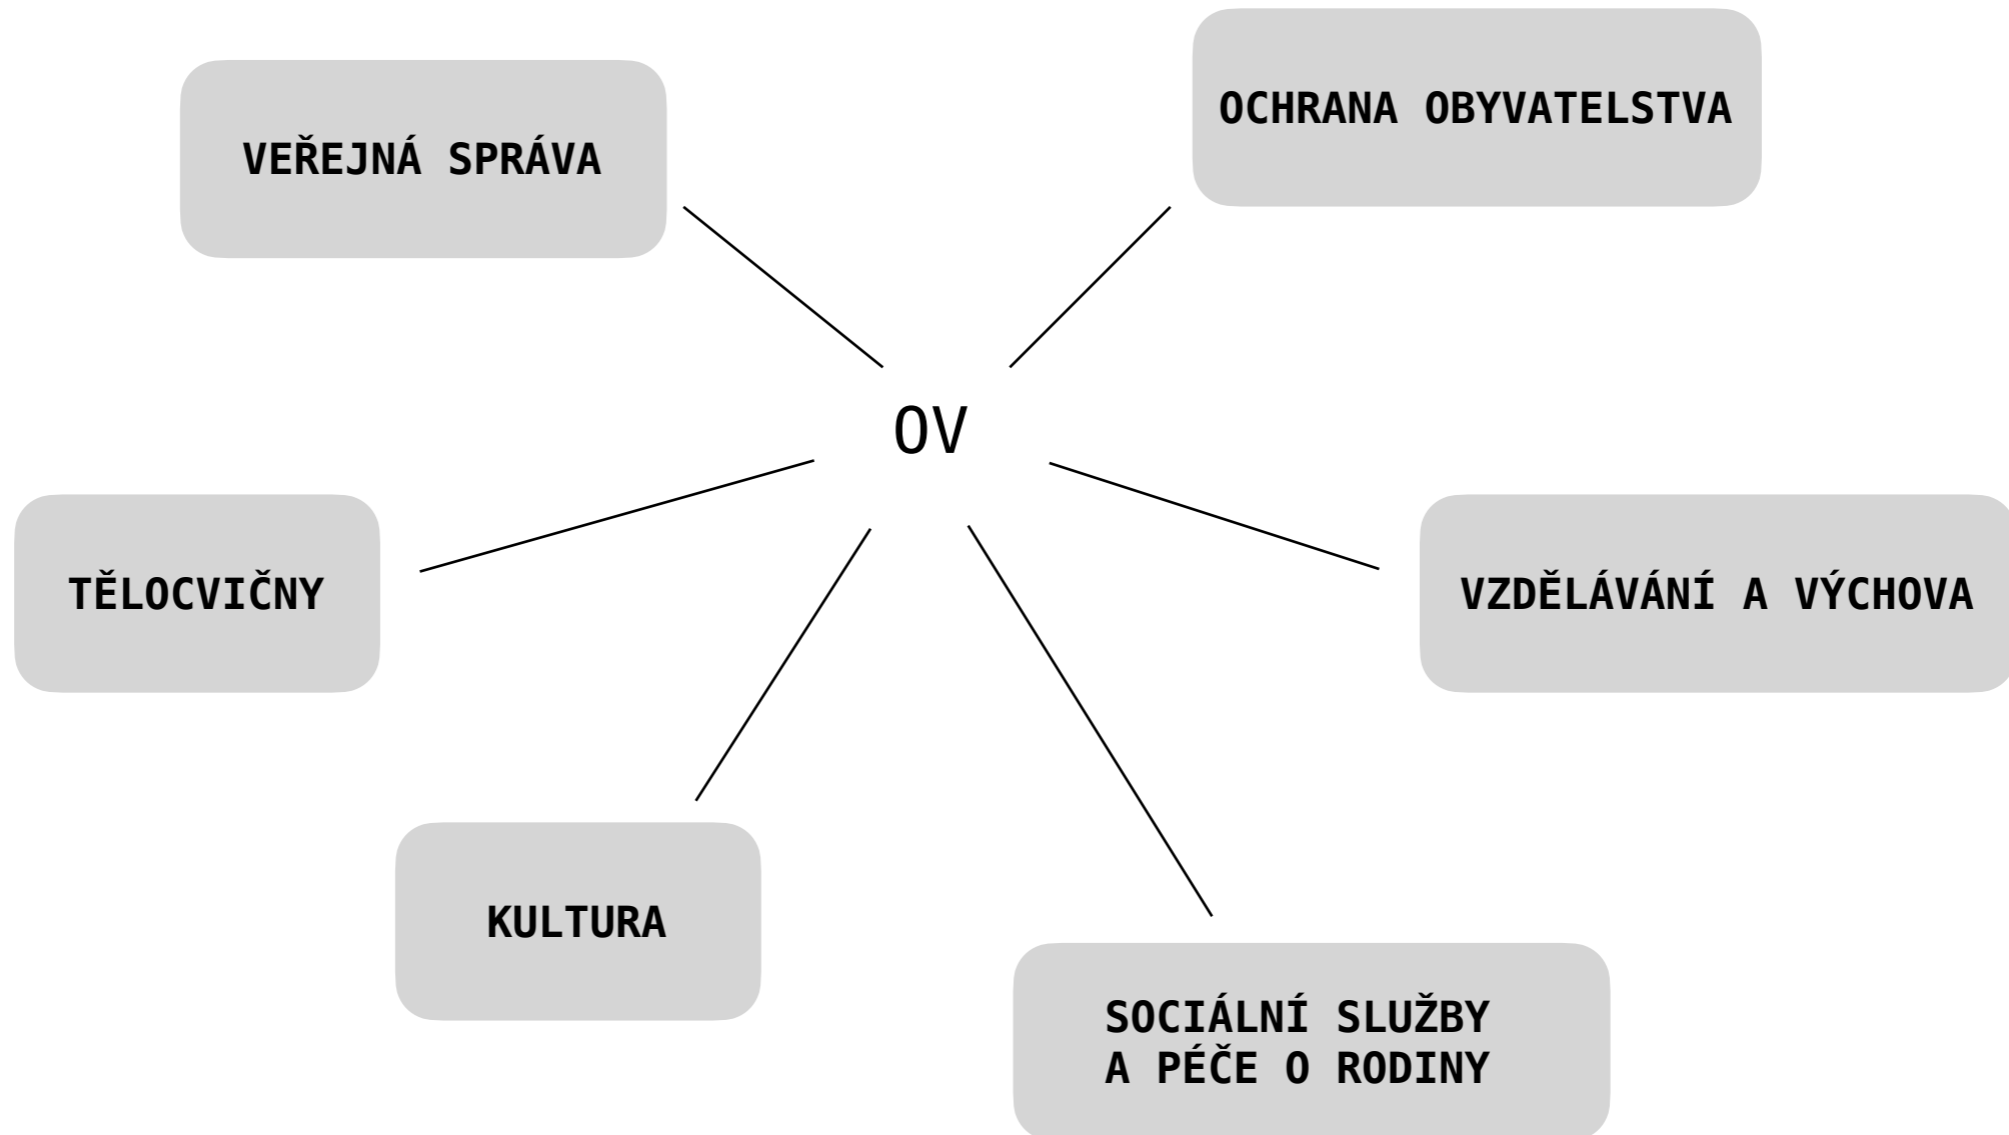 OCHRANA OBYVATELSTVA
VEŘEJNÁ SPRÁVA
OV
TĚLOCVIČNY
VZDĚLÁVÁNÍ A VÝCHOVA
KULTURA
SOCIÁLNÍ SLUŽBY
A PÉČE O RODINY